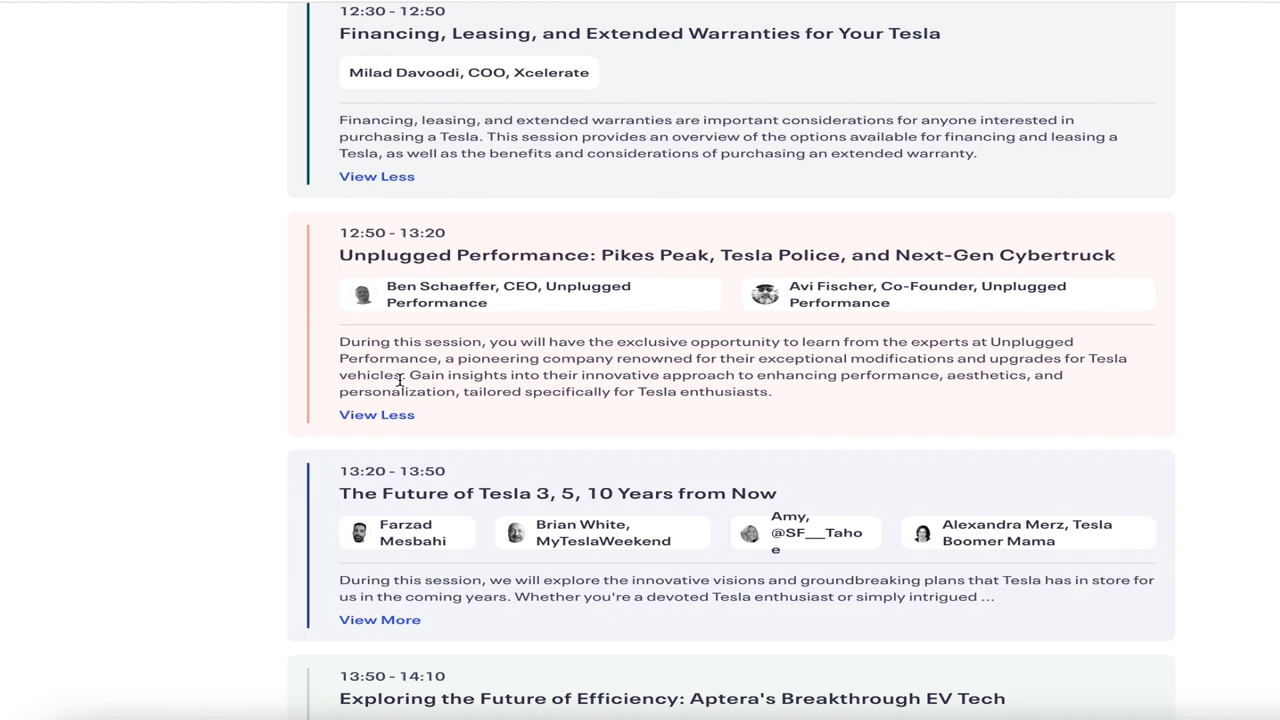 12:30 - 12:50
Financing, Leasing, and Extended Warranties for Your Tesla
Milad Davoodi, COO, Xcelerate
Financing, leasing, and extended warranties are important considerations for anyone interested in
purchasing a Tesla. This session provides an overview of the options available for financing and leasing a
Tesla, as well as the benefits and considerations of purchasing an extended warranty.
View Less
12:50 - 13:20
Unplugged Performance: Pikes Peak, Tesla Police, and Next-Gen Cybertruck
Ben Schaeffer, CEO, Unplugged
Performance
Avi Fischer, Co-Founder, Unplugged
Performance
During this session, you will have the exclusive opportunity to learn from the experts at Unplugged
Performance, a pioneering company renowned for their exceptional modifications and upgrades for Tesla
vehicles. Gain insights into their innovative approach to enhancing performance, aesthetics, and
personalization, tailored specifically for Tesla enthusiasts.
View Less
13:20 - 13:50
The Future of Tesla 3, 5, 10 Years from Now
Farzad
Mesbahi
Brian White,
MyTeslaWeekend
Amy,
@SF__Taho
e
Alexandra Merz, Tesla
Boomer Mama
During this session, we will explore the innovative visions and groundbreaking plans that Tesla has in store for
us in the coming years. Whether you're a devoted Tesla enthusiast or simply intrigued ...
View More
13:50 - 14:10
Exploring the Future of Efficiency: Aptera's Breakthrough EV Tech